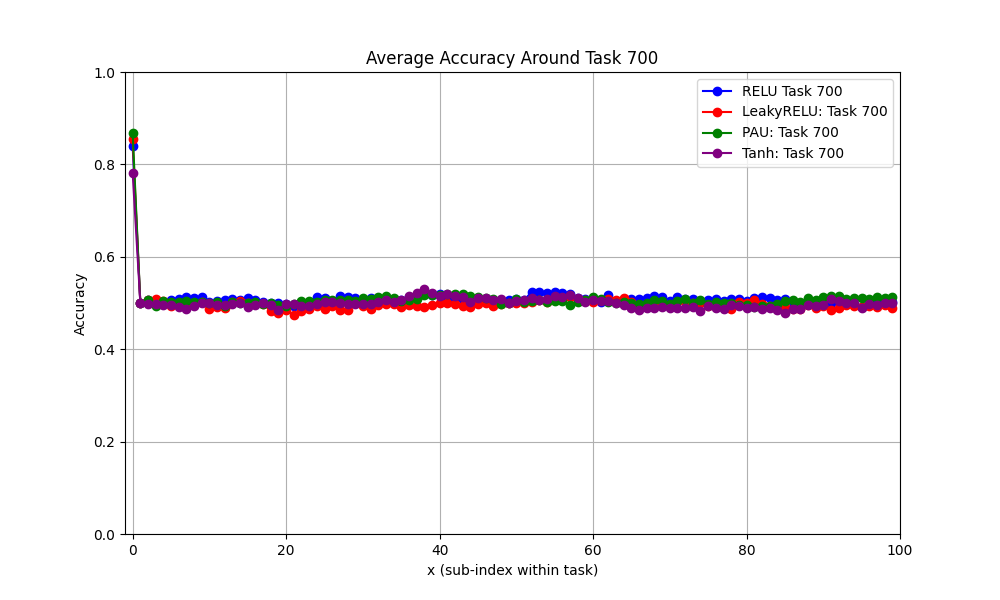 Average Accuracy Around Task 700
RELU Task 700
LeakyRELU: Task 700
PAU: Task 700
Tanh: Task 700
1.0
0.8
0.6
0.4
0.2
0.0
Accuracy
0 20 40 60 80 100
x (sub-index within task)